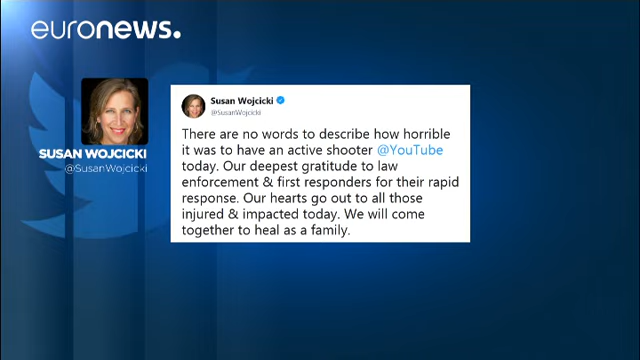 euronews.
SUSAN WOJCICKI
@SusanWojcicki
Susan Wojcicki
@SusanWojcicki
There are no words to describe how horrible
it was to have an active shooter @YouTube
today. Our deepest gratitude to law
enforcement & first responders for their rapid
response. Our hearts go out to all those
injured & impacted today. We will come
together to heal as a family.